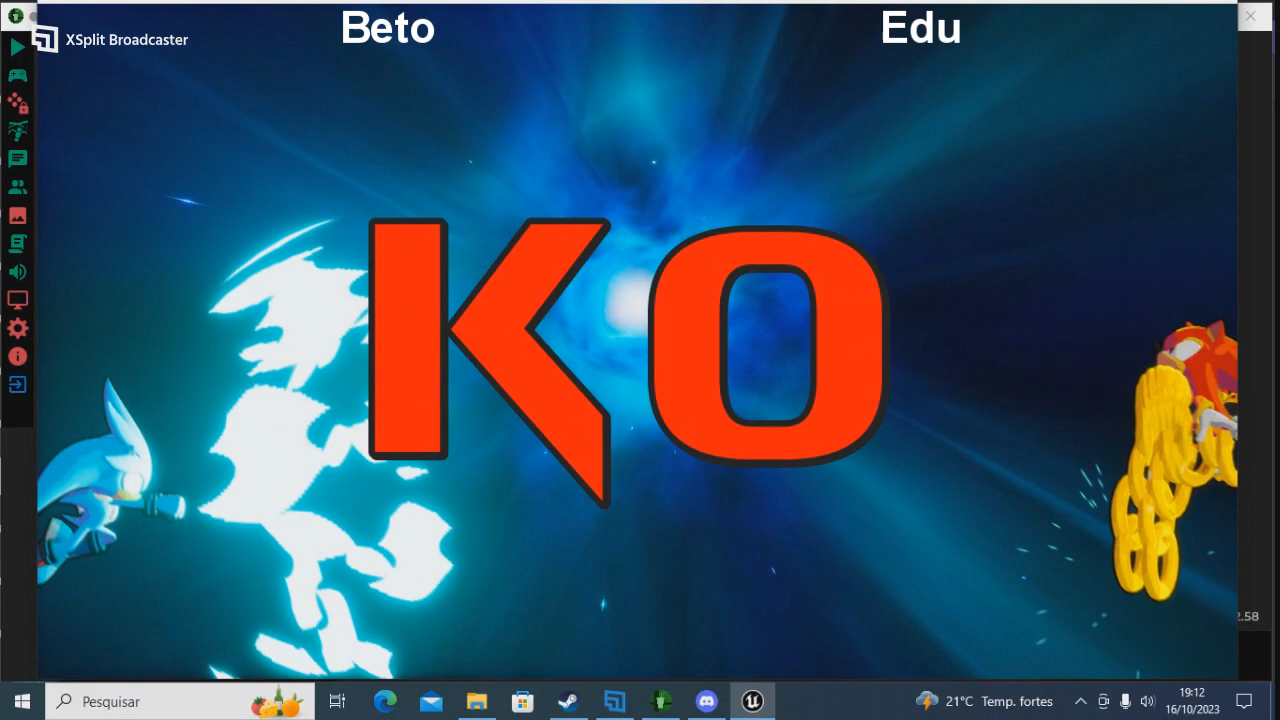 Beto
Edu
XSplit Broadcaster
KO
2.58
Pesquisar
21°C Temp. fortes
19:12
16/10/2023